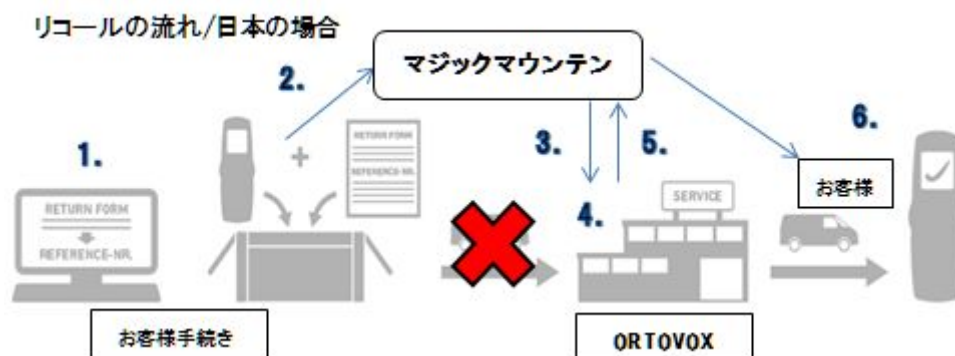 リコールの流れ/日本の場合
マジックマウンテン
2.
1.
RETURN FORM
REFERENCE-NR.
+
RETURN FORM
REFERENCE-NR.
3.
5.
4.
SERVICE
6.
お客様
お客様手続き
ORTOVOX